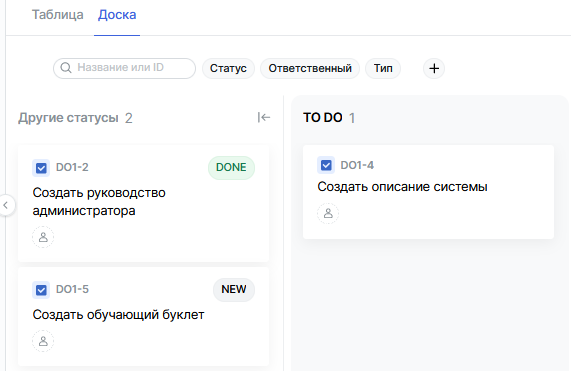 Таблица Доска
Название или ID Статус Ответственный Тип
Другие статусы 2
DO1-2 DONE
Создать руководство
администратора
DO1-5 NEW
Создать обучающий буклет
TO DO 1
DO1-4
Создать описание системы